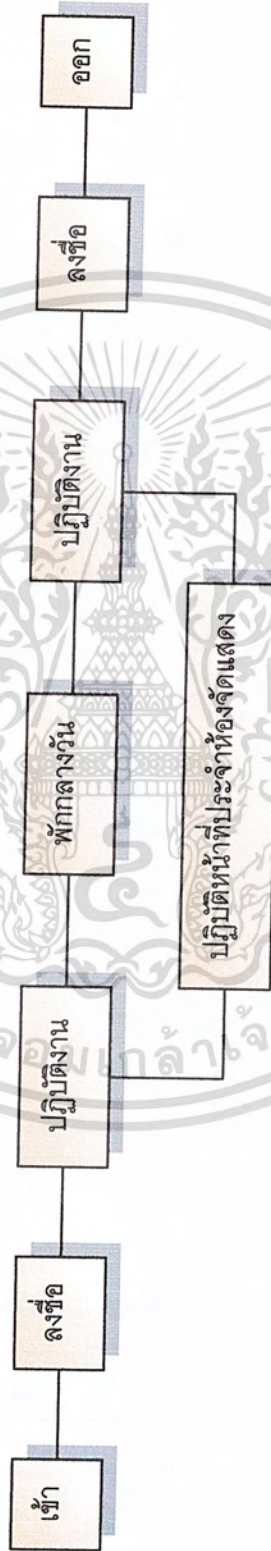 เข้า
ลงชื่อ
ปฏิบัติงาน
พักกลางวัน
ปฏิบัติงาน
ลงชื่อ
ออก
ปฏิบัติหน้าที่ประจำห้องจัดแสดง